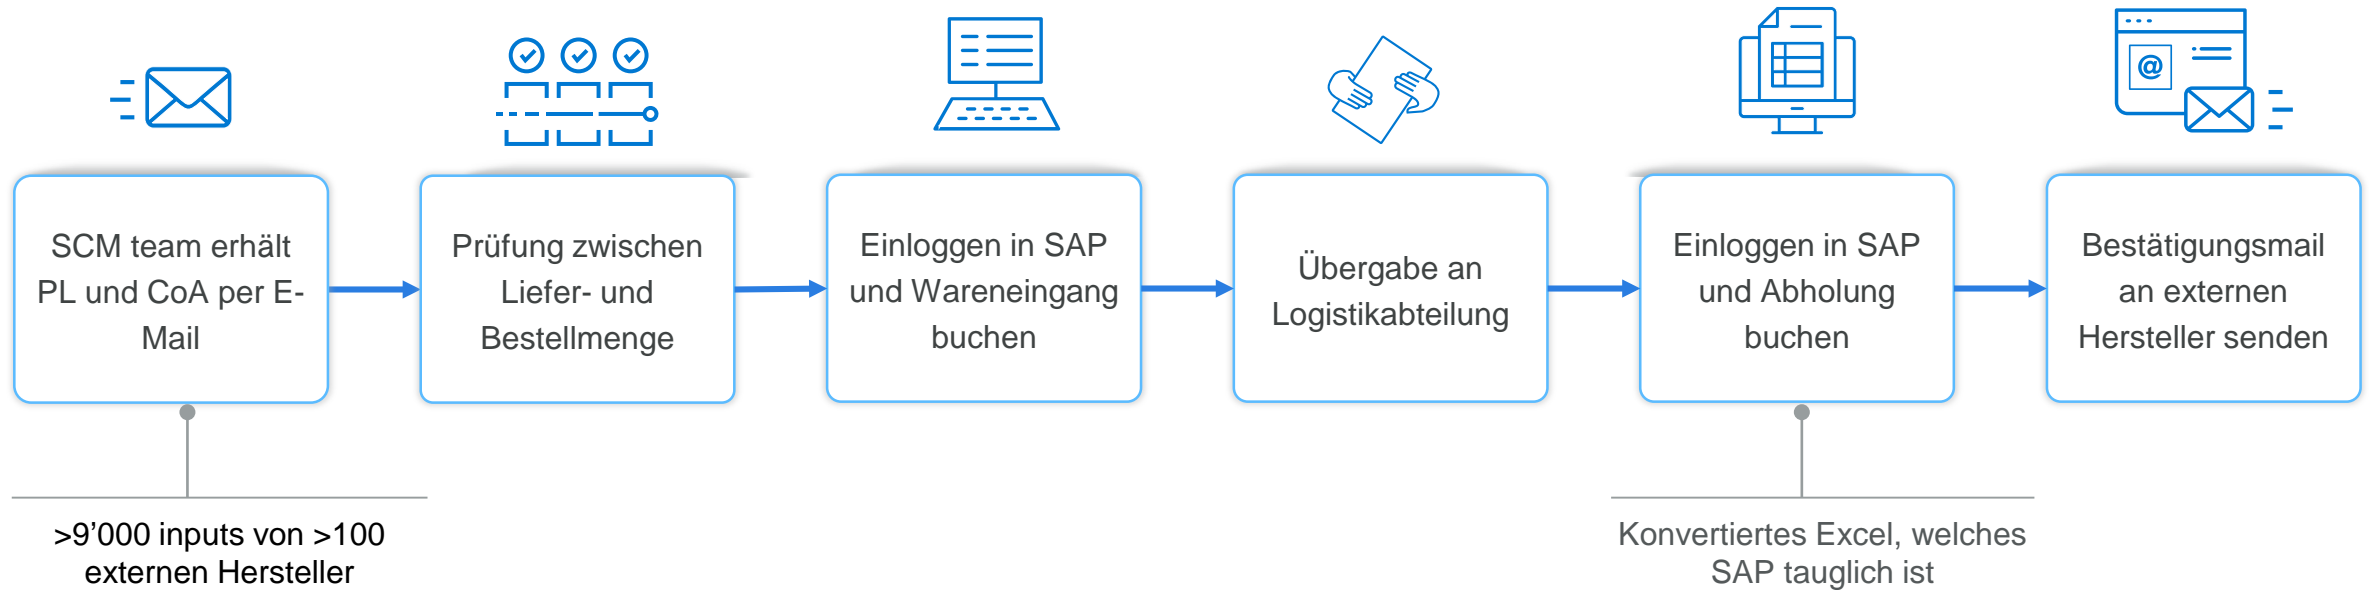 @
SCM team erhält
PL und CoA per E-
Mail
Prüfung zwischen
Liefer- und
Bestellmenge
Einloggen in SAP
und Wareneingang
buchen
Übergabe an
Logistikabteilung
Einloggen in SAP
und Abholung
buchen
Bestätigungsmail
an externen
Hersteller senden
>9’000 inputs von >100
externen Hersteller
Konvertiertes Excel, welches
SAP tauglich ist